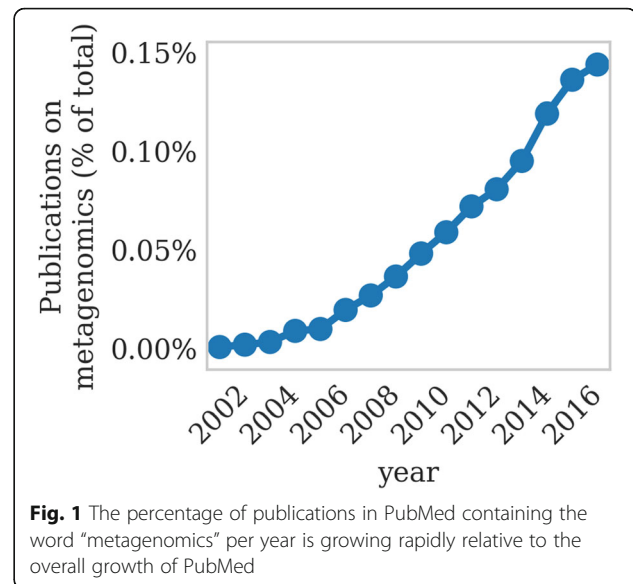 Publications on
metagenomics (% of total)
0.15%
0.10%
0.05%
0.00%
2002
2004
2006
2008
2010
2012
2014
2016
year
Fig. 1 The percentage of publications in PubMed containing the
word “metagenomics” per year is growing rapidly relative to the
overall growth of PubMed